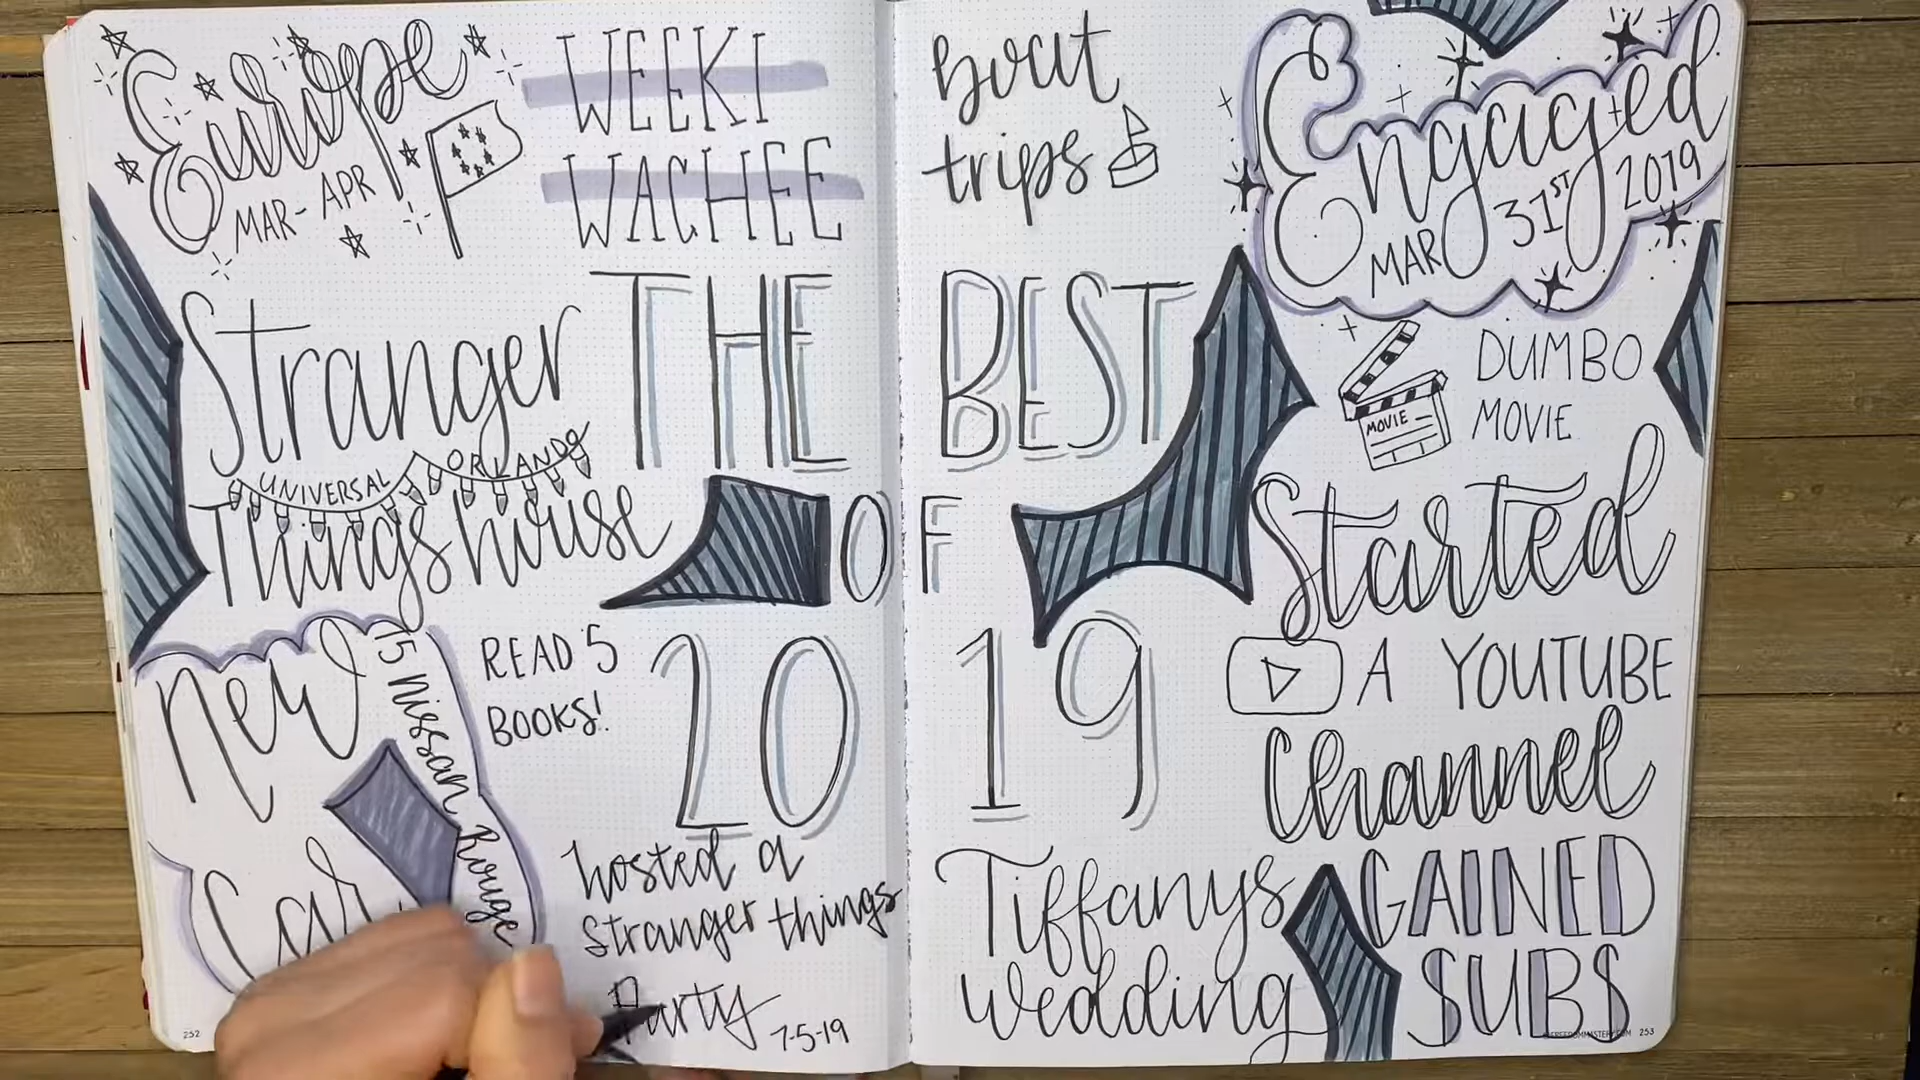 Europe
MAR- APR
WEEKI
WACHEE
boat
trips
Engaged
MAR 31ST 2019
Stranger
UNIVERSAL ORLANDO
Things house
THE BEST
OF
2019
MOVIE
DUMBO
MOVIE
Started
A YOUTUBE
Channel
GAINED
SUBS
new
car
15 nissan Rouge
READ 5
BOOKS!
hosted a
stranger things
Party
7-5-19
Tiffanys
wedding
252
253